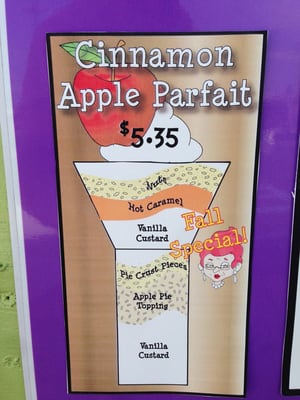 Cinnamon
Apple Parfait
$5.35
Nuts
Hot Caramel
Vanilla
Custard
Fall
Special!
Pie Crust Pieces
Apple Pie
Topping
Vanilla
Custard